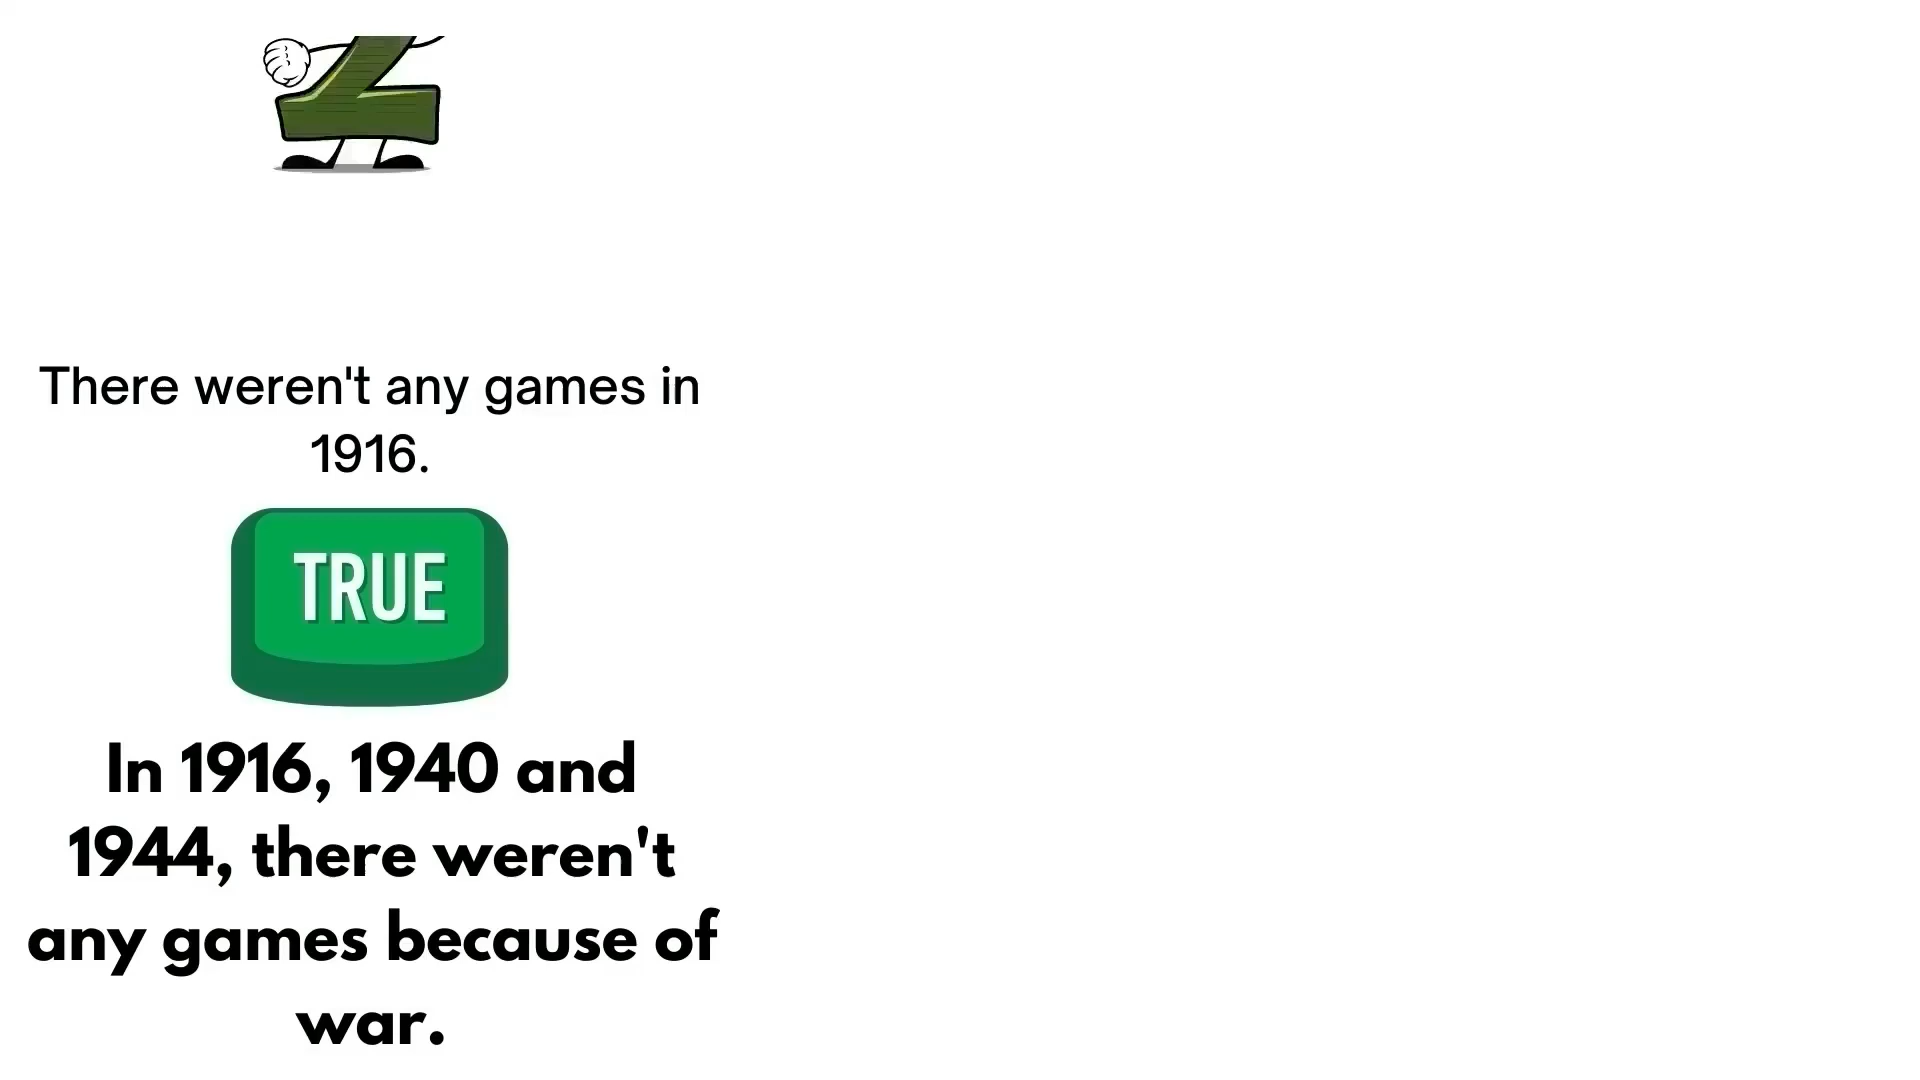 There weren't any games in
1916.
TRUE
In 1916, 1940 and
1944, there weren't
any games because of
war.